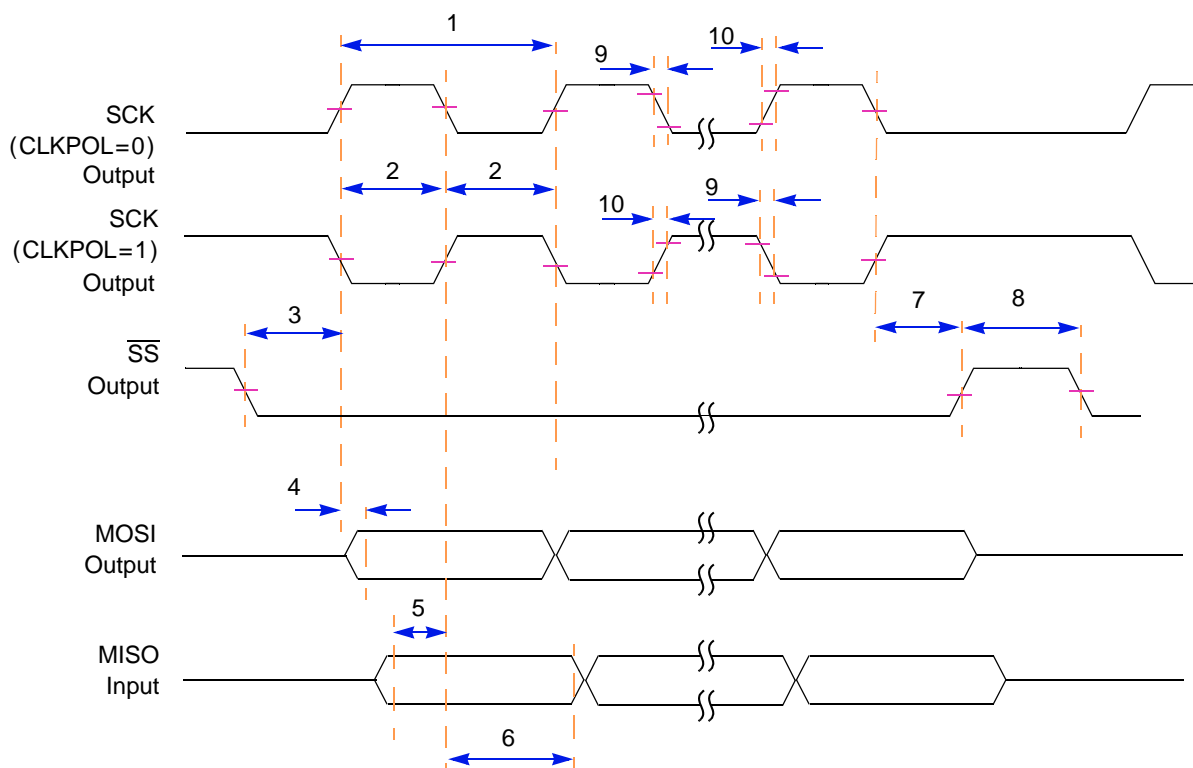 1
9
10
SCK
(CLKPOL=0)
Output
2
2
SCK
(CLKPOL=1)
Output
10
9
3
7
8
SS
Output
4
MOSI
Output
5
MISO
Input
6